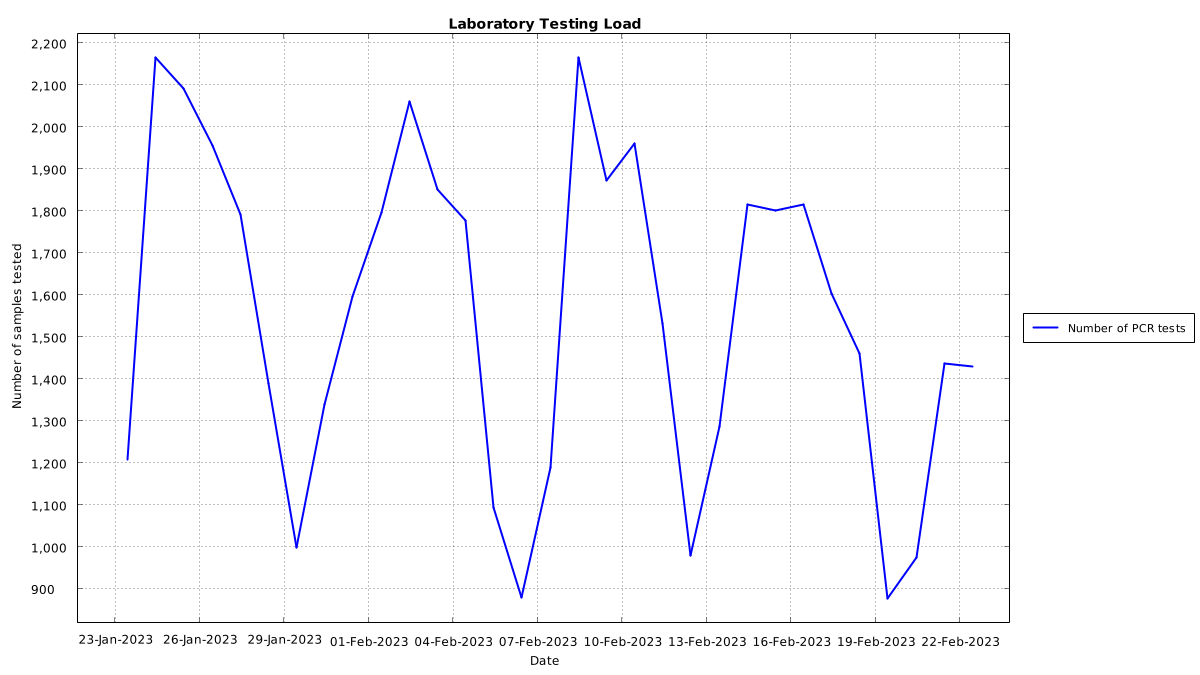 Laboratory Testing Load
Number of samples tested
2,200
2,100
2,000
1,900
1,800
1,700
1,600
1,500
1,400
1,300
1,200
1,100
1,000
900
23-Jan-2023 26-Jan-2023 29-Jan-2023 01-Feb-2023 04-Feb-2023 07-Feb-2023 10-Feb-2023 13-Feb-2023 16-Feb-2023 19-Feb-2023 22-Feb-2023
Date
Number of PCR tests